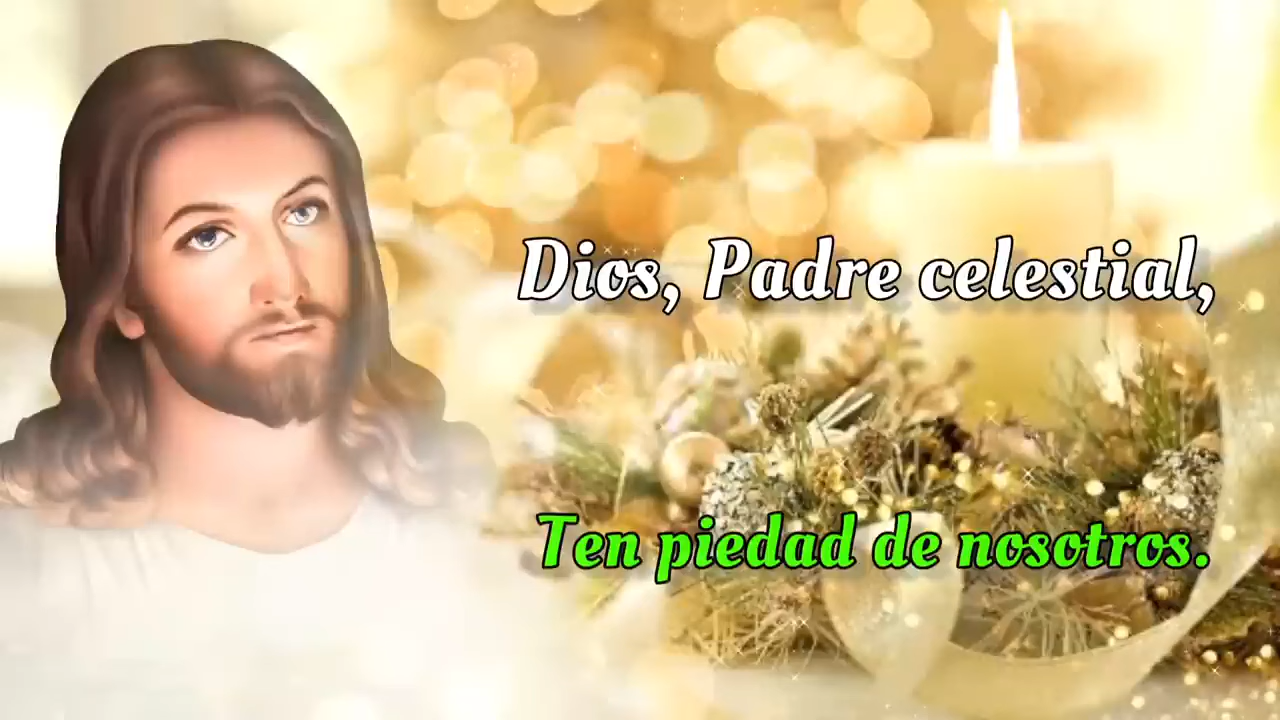 Dios, Padre celestial,
Ten piedad de nosotros.